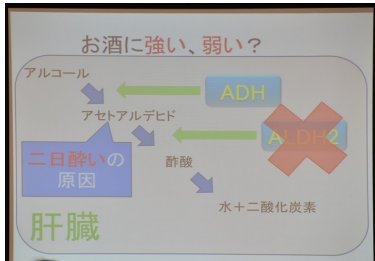 お酒に強い、弱い？
アルコール
ADH
アセトアルデヒド
ALDH2
二日酔いの
原因
酢酸
水＋二酸化炭素
肝臓